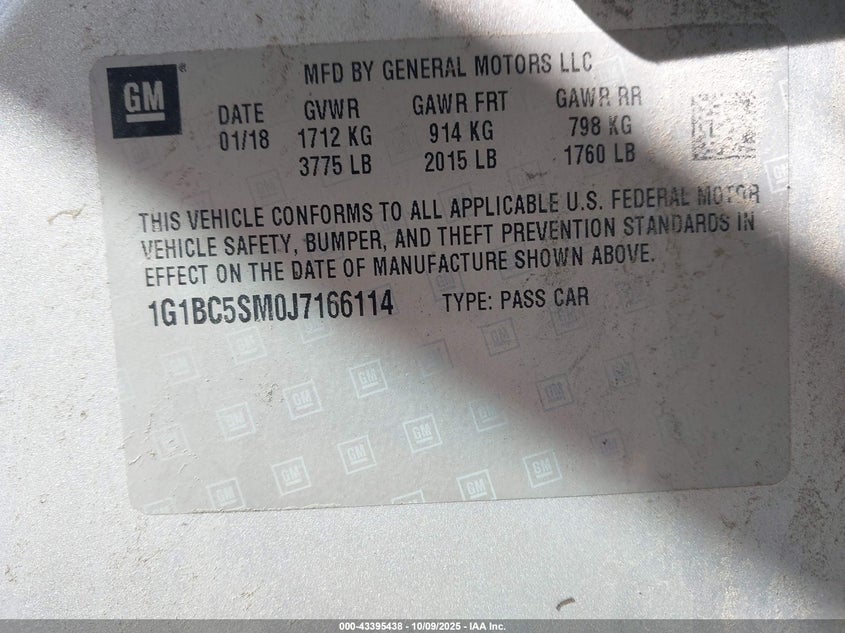 GM ®
MFD BY GENERAL MOTORS LLC
DATE GVWR GAWR FRT GAWR RR
01/18 1712 KG 914 KG 798 KG
3775 LB 2015 LB 1760 LB
THIS VEHICLE CONFORMS TO ALL APPLICABLE U.S. FEDERAL MOTOR
VEHICLE SAFETY, BUMPER, AND THEFT PREVENTION STANDARDS IN
EFFECT ON THE DATE OF MANUFACTURE SHOWN ABOVE.
1G1BC5SM0J7166114 TYPE: PASS CAR
000-43395438 - 10/09/2025 - IAA Inc.